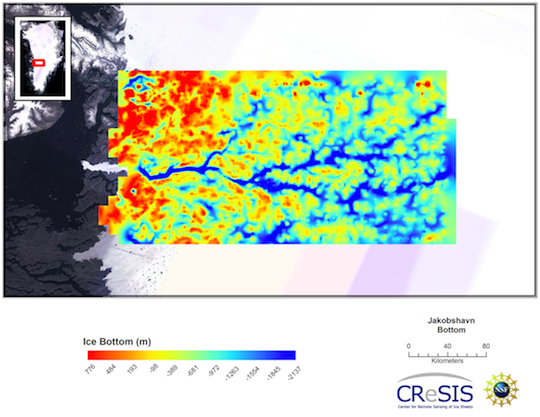 Ice Bottom (m)
776 484 193 -98 -389 -681 -972 -1263 -1554 -1845 -2137
Jakobshavn
Bottom
0 40 80
Kilometers
CReSIS
Center for Remote Sensing of Ice Sheets
NSF